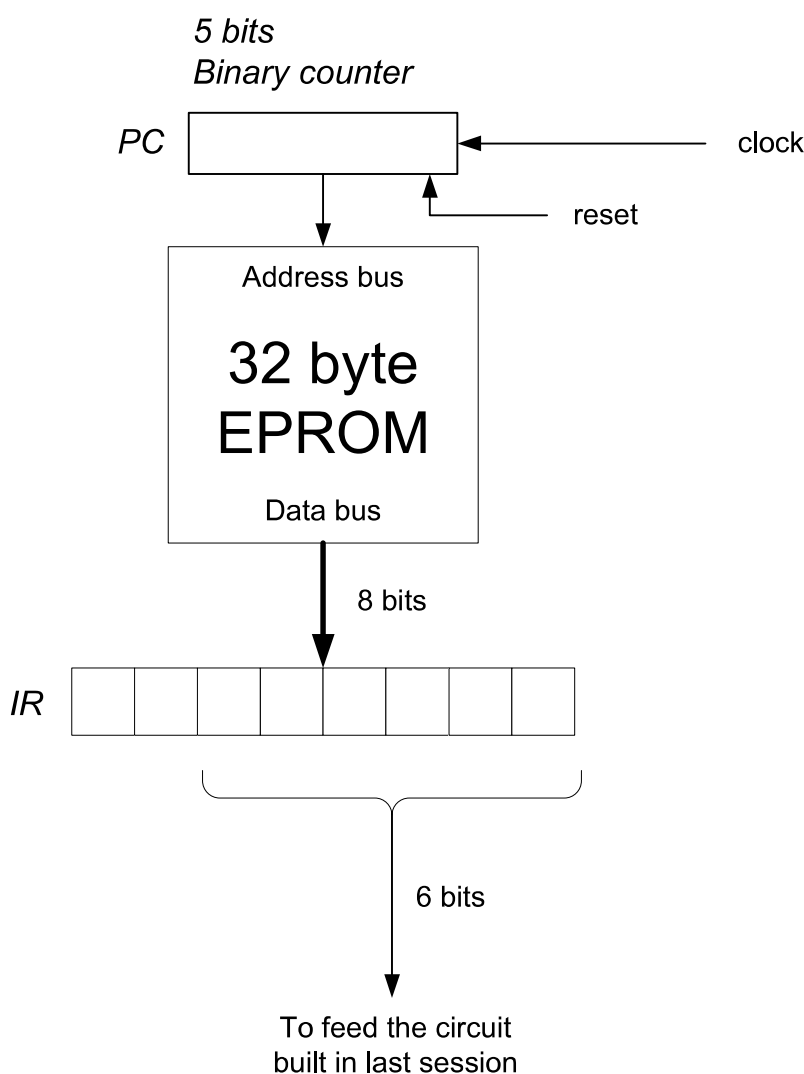 5 bits
Binary counter
PC
clock
reset
Address bus
32 byte
EPROM
Data bus
8 bits
IR
6 bits
To feed the circuit
built in last session